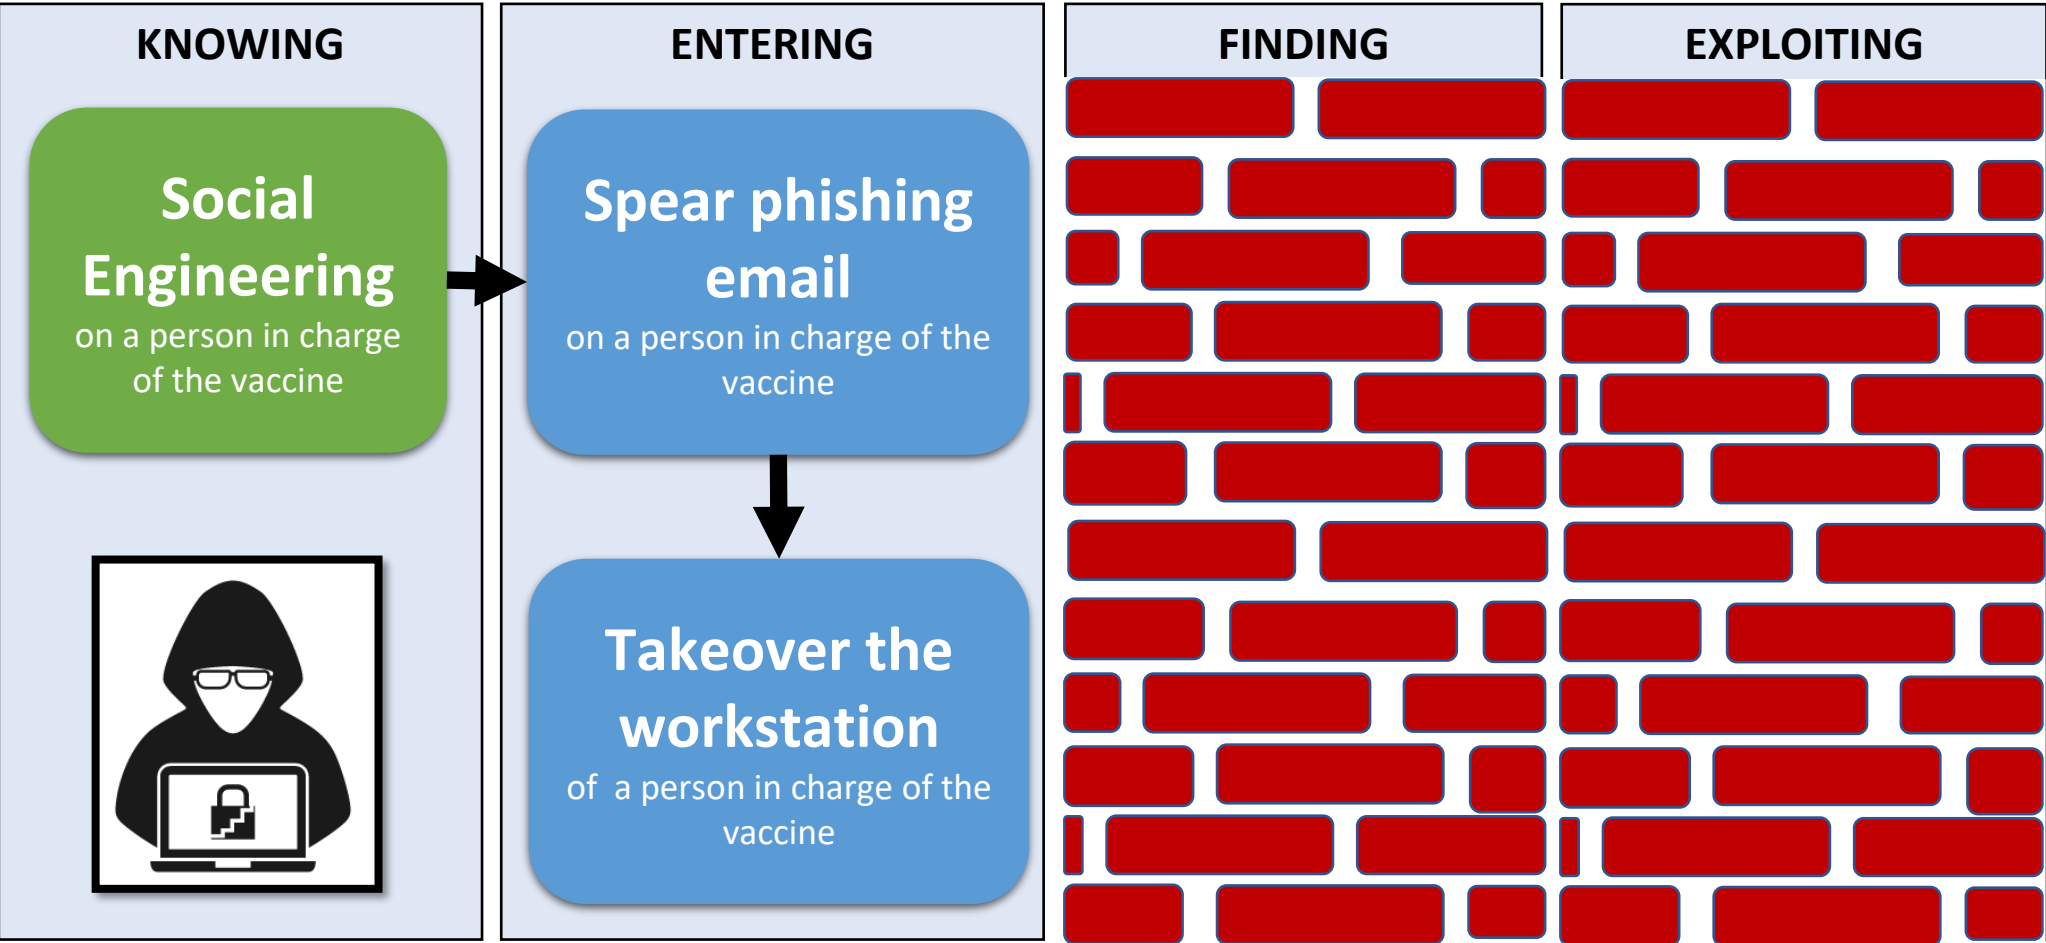 KNOWING
Social
Engineering
on a person in charge
of the vaccine
ENTERING
Spear phishing
email
on a person in charge of the
vaccine
Takeover the
workstation
of a person in charge of the
vaccine
FINDING
EXPLOITING